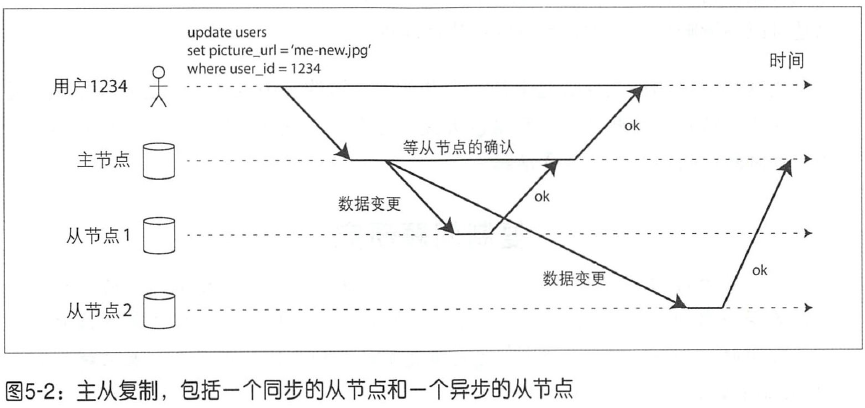 update users
set picture_url = 'me-new.jpg'
where user_id = 1234
时间
用户1234
ok
主节点
等从节点的确认
数据变更
ok
从节点1
数据变更
ok
从节点2
图5-2：主从复制，包括一个同步的从节点和一个异步的从节点